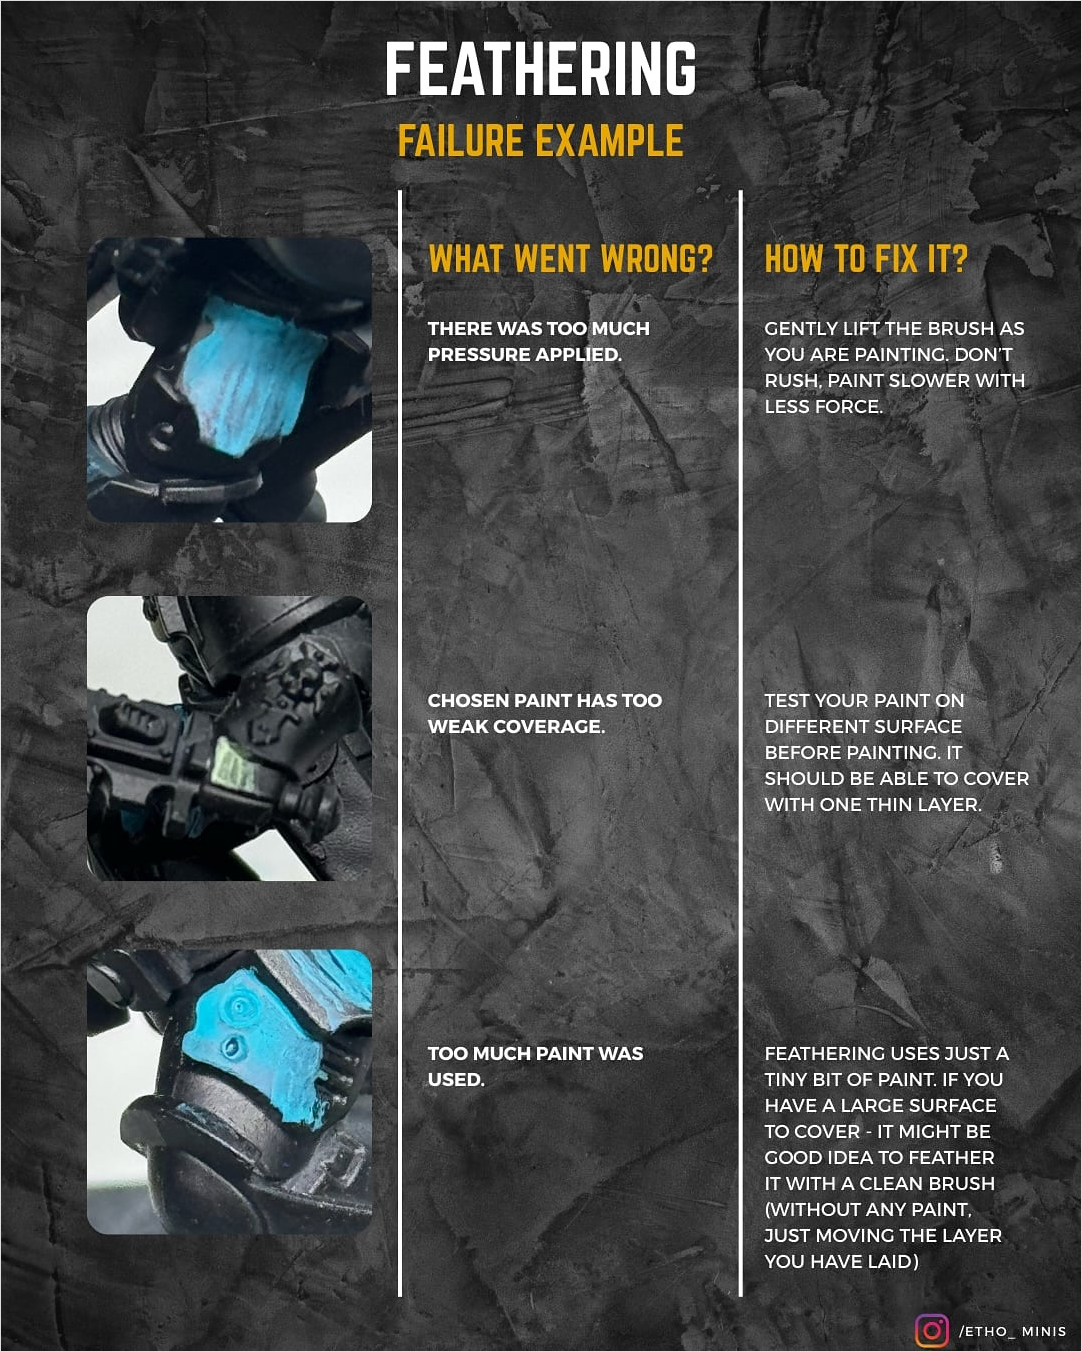 FEATHERING
FAILURE EXAMPLE
WHAT WENT WRONG?
HOW TO FIX IT?
THERE WAS TOO MUCH
PRESSURE APPLIED.
GENTLY LIFT THE BRUSH AS
YOU ARE PAINTING. DON'T
RUSH, PAINT SLOWER WITH
LESS FORCE.
CHOSEN PAINT HAS TOO
WEAK COVERAGE.
TEST YOUR PAINT ON
DIFFERENT SURFACE
BEFORE PAINTING. IT
SHOULD BE ABLE TO COVER
WITH ONE THIN LAYER.
TOO MUCH PAINT WAS
USED.
FEATHERING USES JUST A
TINY BIT OF PAINT. IF YOU
HAVE A LARGE SURFACE
TO COVER - IT MIGHT BE
GOOD IDEA TO FEATHER
IT WITH A CLEAN BRUSH
(WITHOUT ANY PAINT,
JUST MOVING THE LAYER
YOU HAVE LAID)
/ETHO_ MINIS